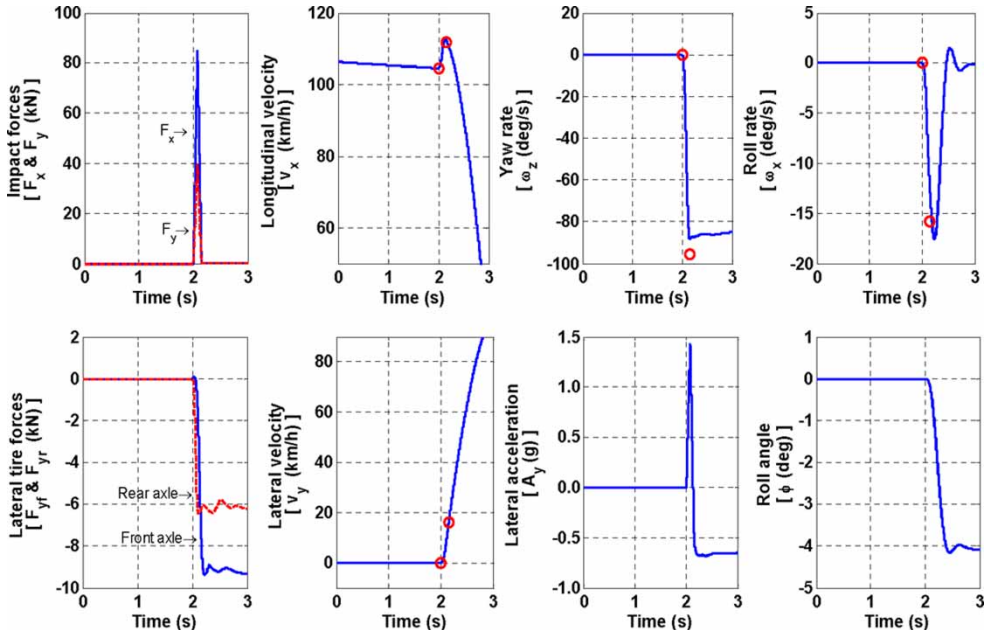 Impact forces
[ F_x & F_y (kN) ]
100
80
60
40
20
0
F_x→
F_y→
0 1 2 3
Time (s)
Longitudinal velocity
[ v_x (km/h) ]
120
100
80
60
0 1 2 3
Time (s)
Yaw rate
[ ω_z (deg/s) ]
20
0
-20
-40
-60
-80
-100
0 1 2 3
Time (s)
Roll rate
[ ω_x (deg/s) ]
5
0
-5
-10
-15
-20
0 1 2 3
Time (s)
Lateral tire forces
[ F_yf & F_yr (kN) ]
2
0
-2
-4
-6
-8
-10
Rear axle→
Front axle→
0 1 2 3
Time (s)
Lateral velocity
[ v_y (km/h) ]
80
60
40
20
0
0 1 2 3
Time (s)
Lateral acceleration
[ A_y (g) ]
1.5
1.0
0.5
0.0
-0.5
-1.0
0 1 2 3
Time (s)
Roll angle
[ ϕ (deg) ]
1
0
-1
-2
-3
-4
-5
0 1 2 3
Time (s)